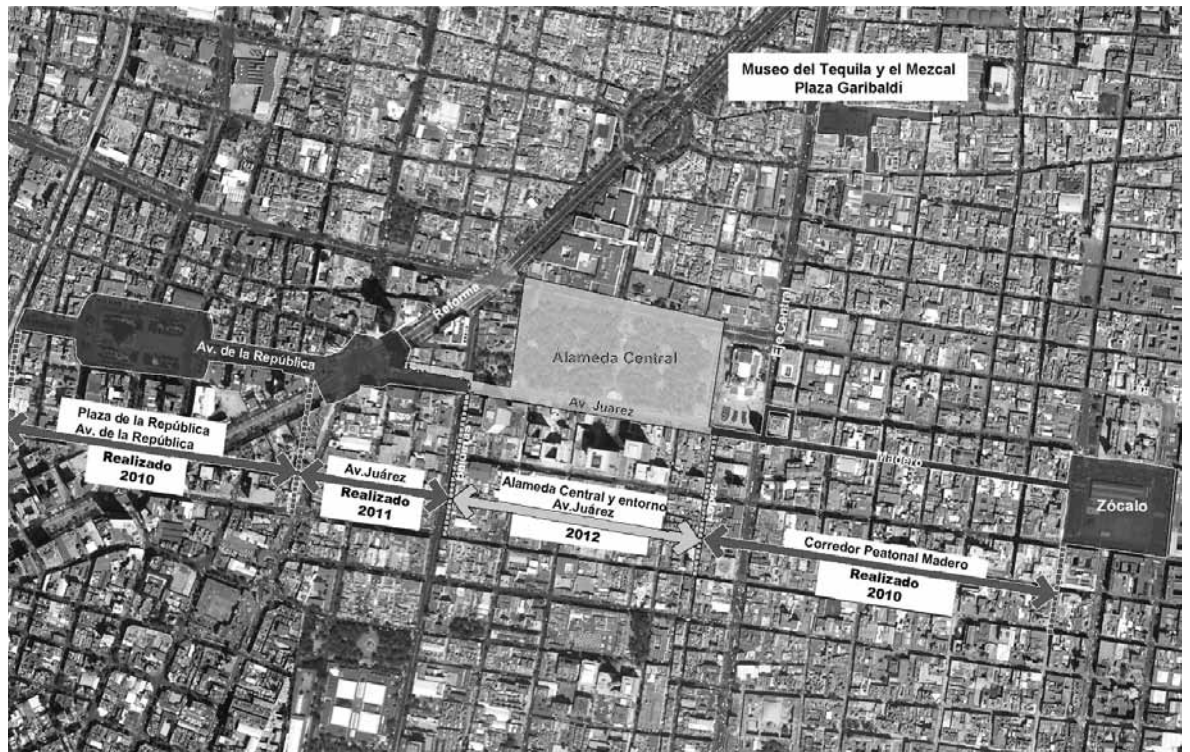 Museo del Tequila y el Mezcal
Plaza Garibaldi
Reforma
Eje Central
Alameda Central
Av. de la República
Av. Juarez
Madero
Zócalo
Plaza de la República
Av. de la República
Realizado
2010
Av.Juárez
Realizado
2011
Alameda Central y entorno
Av.Juárez
2012
Corredor Peatonal Madero
Realizado
2010